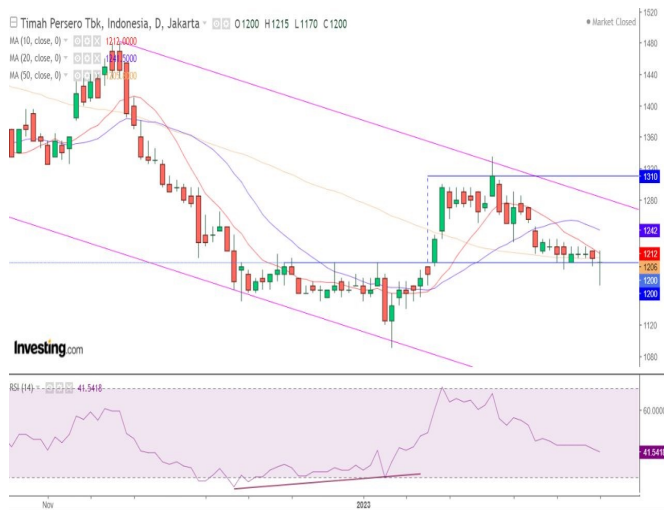 Timah Persero Tbk, Indonesia, D, Jakarta O1200 H1215 L1170 C1200
Market Closed
MA (10, close, 0) 1212.0000
MA (20, close, 0) 1241.5000
MA (50, close, 0)
1520
1480
1440
1400
1360
1320
1310
1280
1242
1212
1206
1200
1200
1120
1080
Investing.com
RSI (14) 41.5418
60.0000
41.5418
Nov
2023